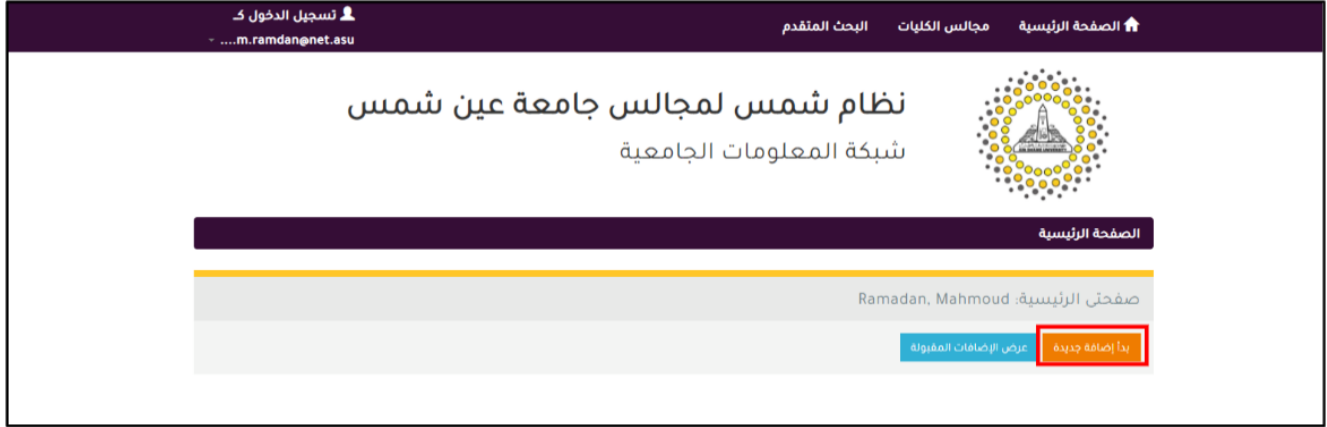 الصفحة الرئيسية مجالس الكليات البحث المتقدم
تسجيل الدخول كـ
m.ramdan@net.asu....
نظام شمس لمجالس جامعة عين شمس
شبكة المعلومات الجامعية
الصفحة الرئيسية
صفحتى الرئيسية: Ramadan, Mahmoud
بدأ إضافة جديدة عرض الإضافات المقبولة